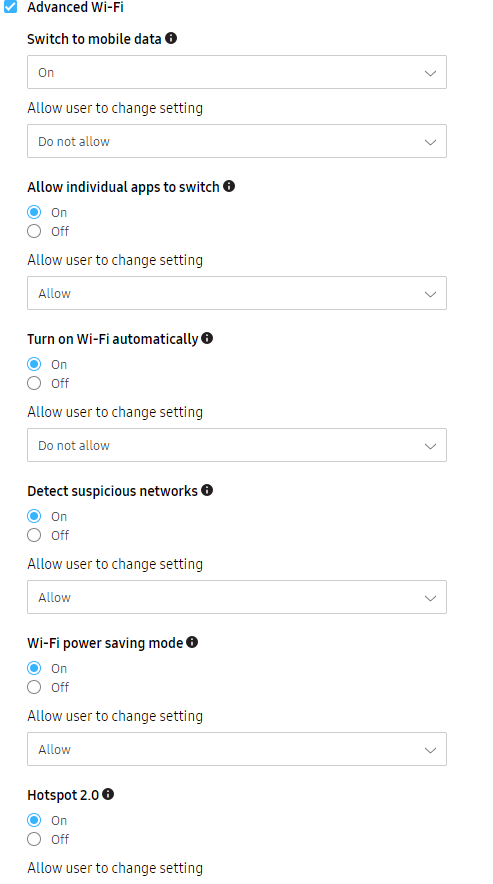 Advanced Wi-Fi
Switch to mobile data
On
Allow user to change setting
Do not allow
Allow individual apps to switch
On
Off
Allow user to change setting
Allow
Turn on Wi-Fi automatically
On
Off
Allow user to change setting
Do not allow
Detect suspicious networks
On
Off
Allow user to change setting
Allow
Wi-Fi power saving mode
On
Off
Allow user to change setting
Allow
Hotspot 2.0
On
Off
Allow user to change setting